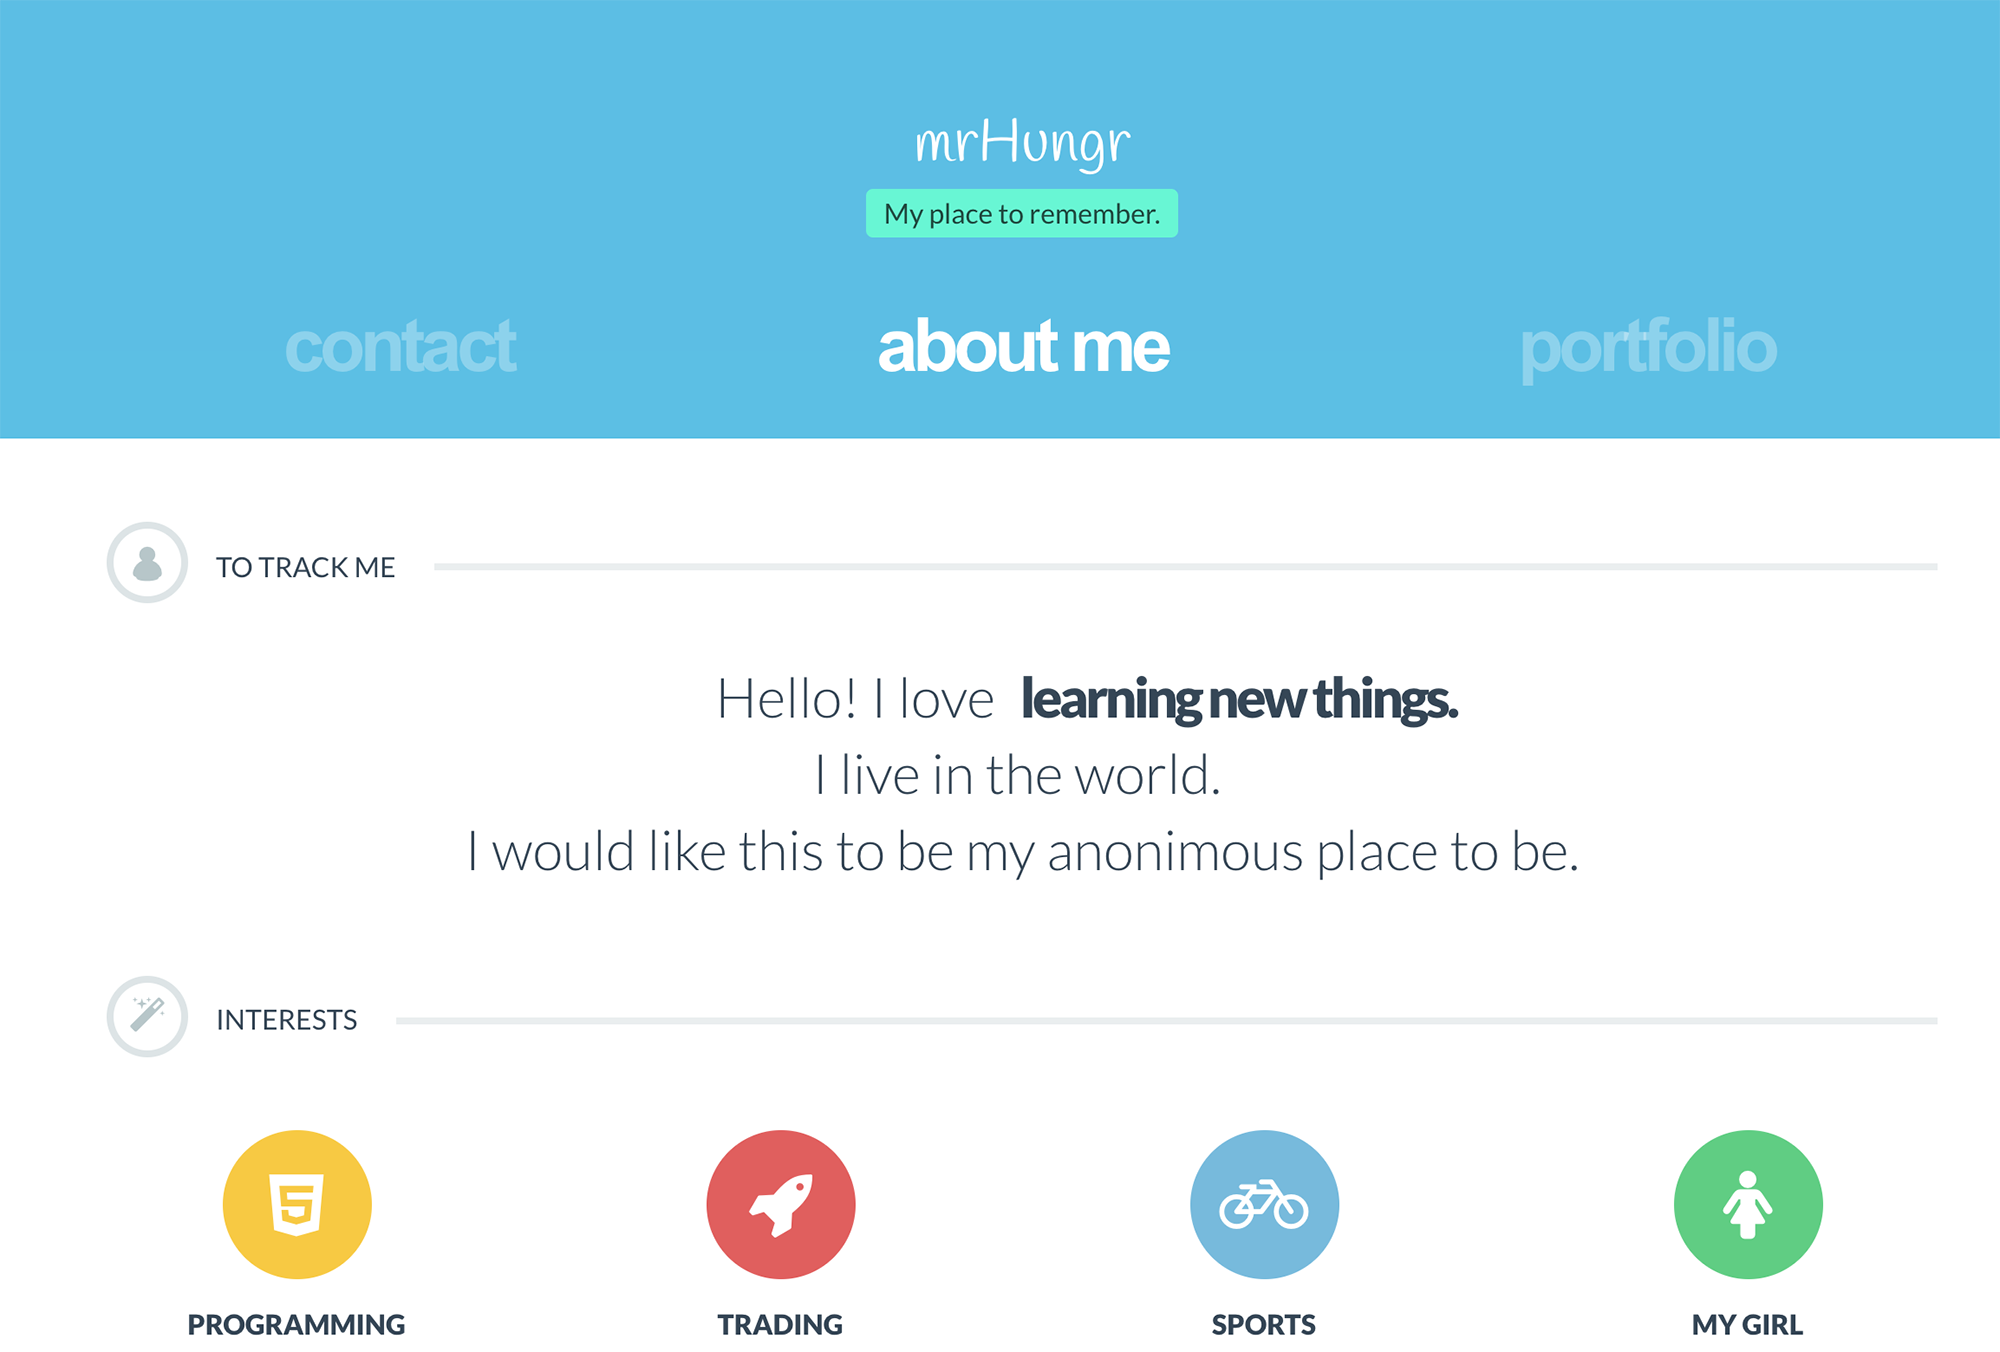 mrHungr
My place to remember.
contact
about me
portfolio
TO TRACK ME
Hello! I love learning new things.
I live in the world.
I would like this to be my anonimous place to be.
INTERESTS
PROGRAMMING
TRADING
SPORTS
MY GIRL